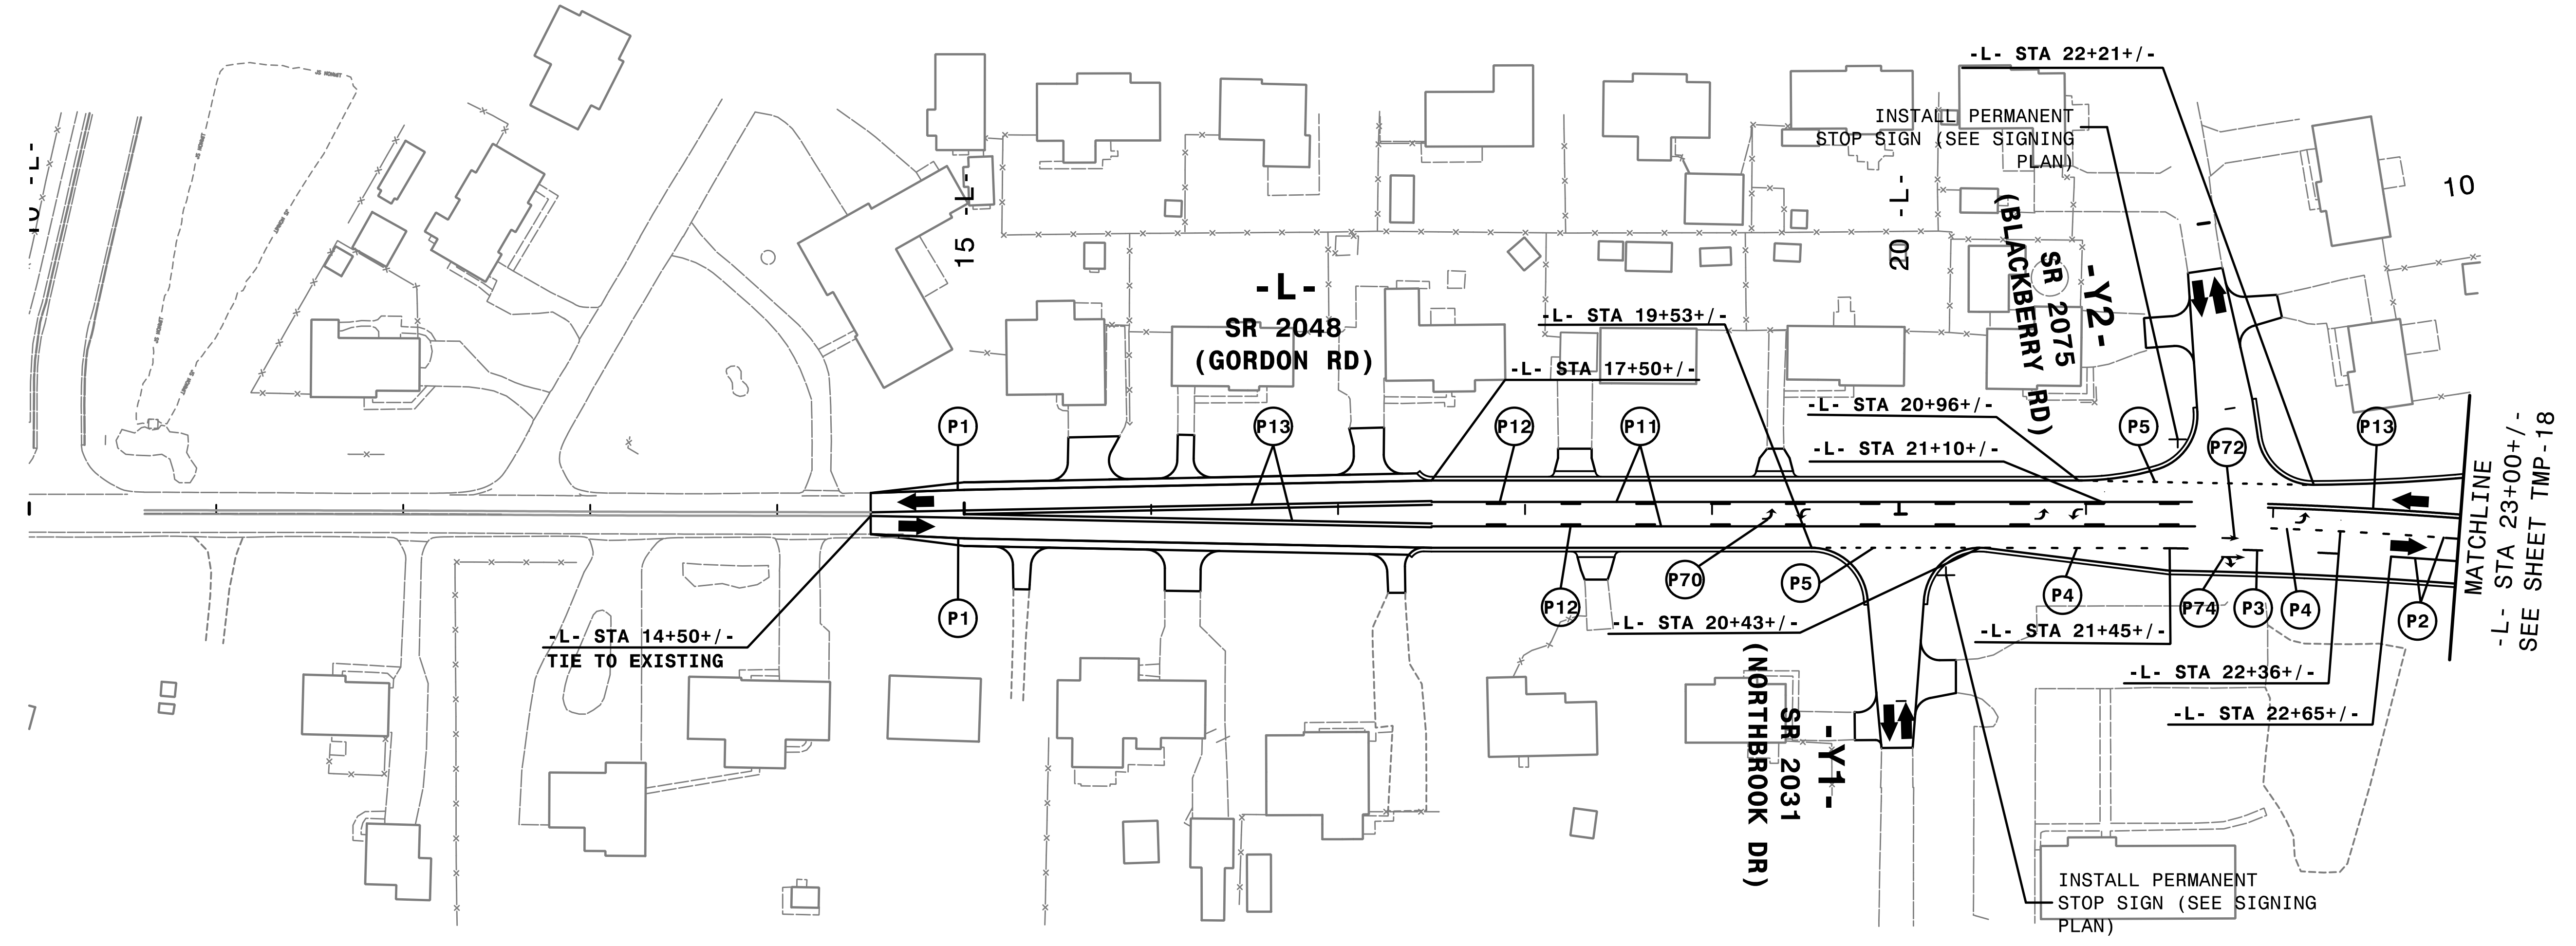 -L- STA 22+21+/-
INSTALL PERMANENT
STOP SIGN (SEE SIGNING
PLAN)
10 -L-
15 -L-
20 -L-
10
-L-
SR 2048
(GORDON RD)
-Y2-
SR 2075
(BLACKBERRY RD)
-L- STA 19+53+/-
-L- STA 17+50+/-
-L- STA 20+96+/-
-L- STA 21+10+/-
P1
P13
P12
P11
P5
P72
P13
MATCHLINE
-L- STA 23+00+/-
SEE SHEET TMP-18
P1
P12
P70
P5
P4
P74
P3
P4
P2
-L- STA 14+50+/-
TIE TO EXISTING
-L- STA 20+43+/-
-L- STA 21+45+/-
-L- STA 22+36+/-
-L- STA 22+65+/-
-Y1-
SR 2031
(NORTHBROOK DR)
INSTALL PERMANENT
STOP SIGN (SEE SIGNING
PLAN)